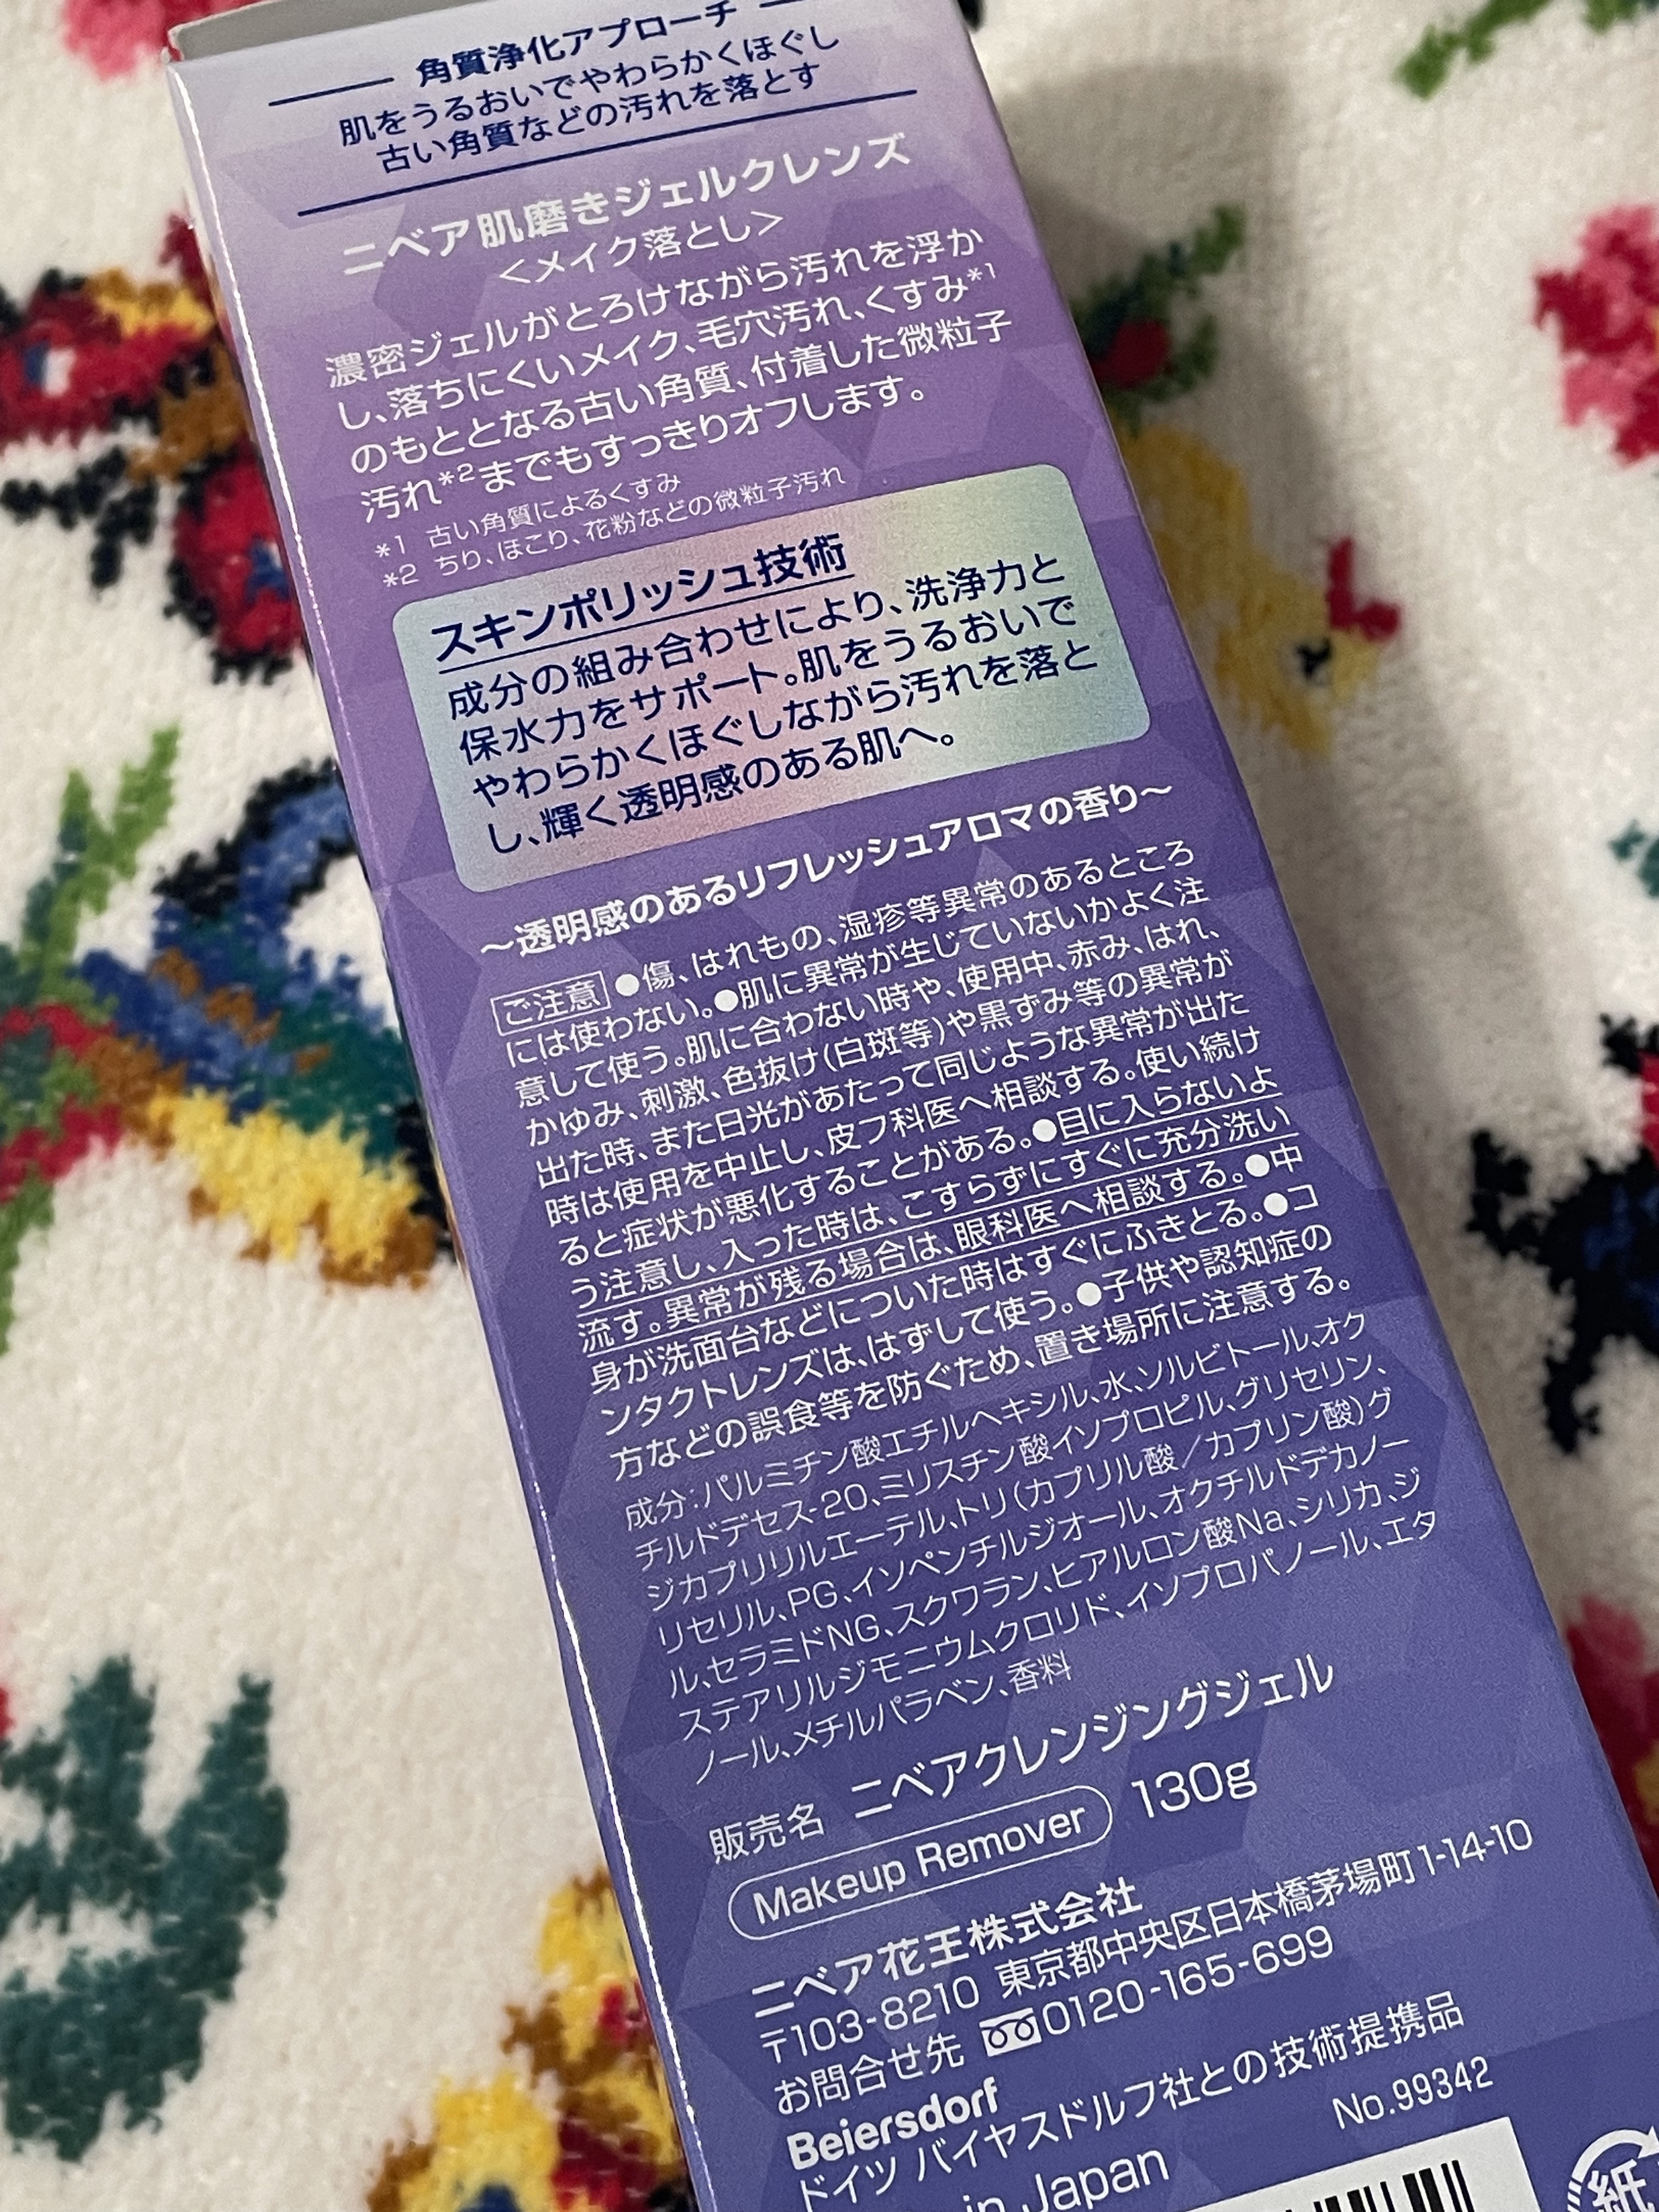 角質浄化アプローチ
肌をうるおいでやわらかくほぐし
古い角質などの汚れを落とす
ニベア肌磨きジェルクレンズ
＜メイク落とし＞
濃密ジェルがとろけながら汚れを浮か
し、落ちにくいメイク、毛穴汚れ、くすみ*1
のもととなる古い角質、付着した微粒子
汚れ*2までもすっきりオフします。
*1 古い角質によるくすみ
*2 ちり、ほこり、花粉などの微粒子汚れ
スキンポリッシュ技術
成分の組み合わせにより、洗浄力と
保水力をサポート。肌をうるおいで
やわらかくほぐしながら汚れを落と
し、輝く透明感のある肌へ。
～透明感のあるリフレッシュアロマの香り～
ご注意 ●傷、はれもの、湿疹等異常のあるところ
には使わない。●肌に異常が生じていないかよく注
意して使う。肌に合わない時や、使用中、赤み、はれ、
かゆみ、刺激、色抜け(白斑等)や黒ずみ等の異常が
出た時、また日光があたって同じような異常が出た
時は使用を中止し、皮フ科医へ相談する。使い続け
ると症状が悪化することがある。●目に入らないよ
う注意し、入った時は、こすらずにすぐに充分洗い
流す。異常が残る場合は、眼科医へ相談する。●中
身が洗面台などについた時はすぐにふきとる。●コ
ンタクトレンズは、はずして使う。●子供や認知症の
方などの誤食等を防ぐため、置き場所に注意する。
成分：パルミチン酸エチルヘキシル、水、ソルビトール、オク
チルドデセス-20、ミリスチン酸イソプロピル、グリセリン、
ジカプリリルエーテル、トリ(カプリル酸／カプリン酸)グ
リセリル、PG、イソペンチルジオール、オクチルドデカノー
ル、セラミドNG、スクワラン、ヒアルロン酸Na、シリカ、ジ
ステアリルジモニウムクロリド、イソプロパノール、エタ
ノール、メチルパラベン、香料
販売名 ニベアクレンジングジェル
Makeup Remover 130g
ニベア花王株式会社
〒103-8210 東京都中央区日本橋茅場町1-14-10
お問合せ先 0120-165-699
Beiersdorf
ドイツ バイヤスドルフ社との技術提携品
No.99342
in Japan
紙